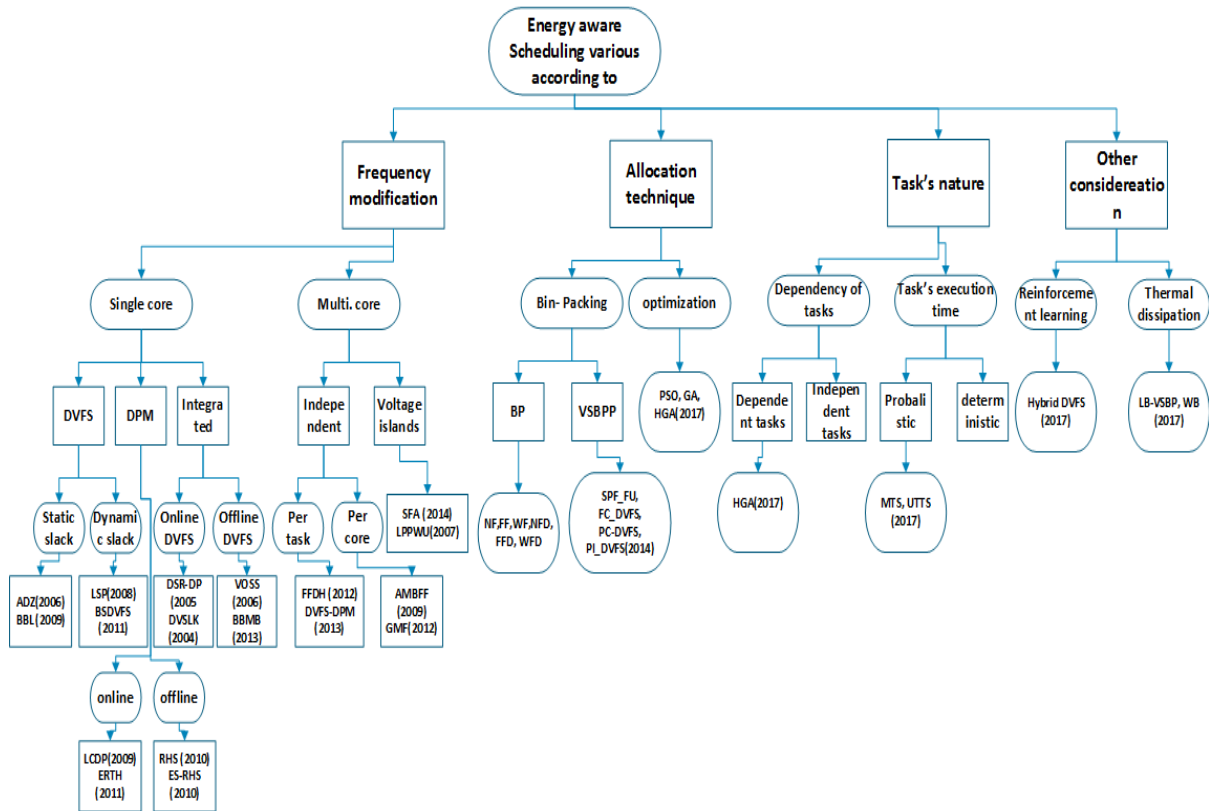 Energy aware
Scheduling various
according to
Frequency
modification
Allocation
technique
Task's nature
Other
considereatio
n
Single core
Multi. core
Bin- Packing
optimization
Dependency of
tasks
Task's execution
time
Reinforceme
nt learning
Thermal
dissipation
DVFS
DPM
Integra
ted
Indepe
ndent
Voltage
islands
BP
VSBPP
PSO, GA,
HGA(2017)
Depende
nt tasks
Independ
ent tasks
Probalis
tic
determ
inistic
Hybrid DVFS
(2017)
LB-VSBP, WB
(2017)
Static
slack
Dynami
c slack
Online
DVFS
Offline
DVFS
Per
task
Per
core
SFA (2014)
LPPWU(2007)
NF,FF,WF,NFD,
FFD, WFD
SPF_FU,
FC_DVFS,
PC-DVFS,
PI_DVFS(2014)
HGA(2017)
MTS, UTTS
(2017)
ADZ(2006)
BBL (2009)
LSP(2008)
BSDVFS
(2011)
DSR-DP
(2005
DVSLK
(2004)
VOSS
(2006)
BBMB
(2013)
FFDH (2012)
DVFS-DPM
(2013)
AMBFF
(2009)
GMF(2012)
online
offline
LCDP(2009)
ERTH
(2011)
RHS (2010)
ES-RHS
(2010)